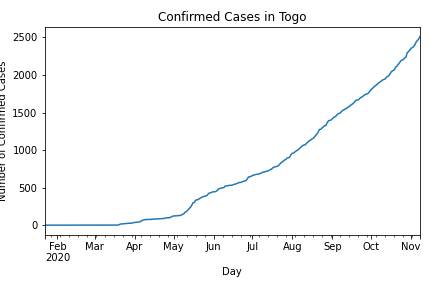 Confirmed Cases in Togo
Number of Confirmed Cases
2500
2000
1500
1000
500
0
Feb Mar Apr May Jun Jul Aug Sep Oct Nov
2020
Day